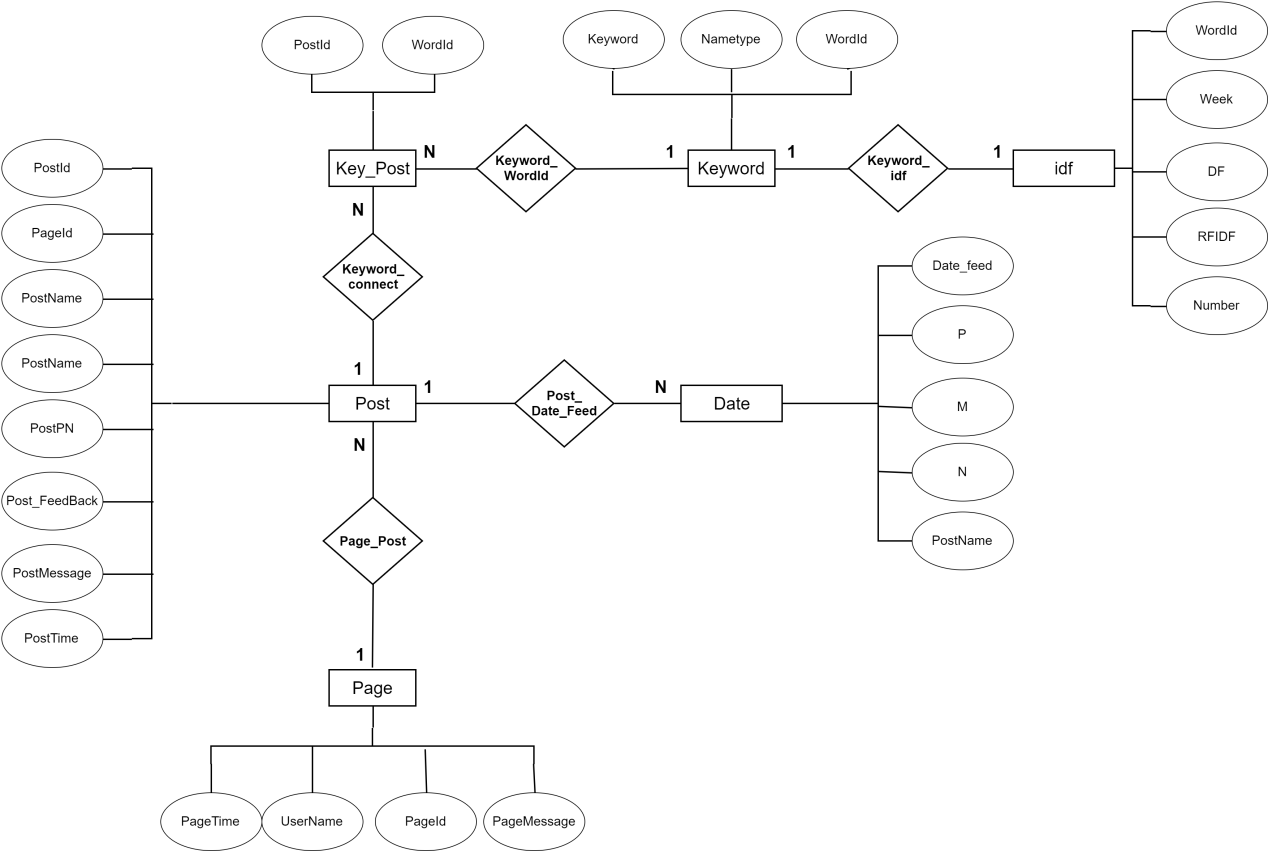 PostId
WordId
Keyword
Nametype
WordId
WordId
Week
DF
RFIDF
Number
Key_Post
N
Keyword_
WordId
1
Keyword
1
Keyword_
idf
1
idf
PostId
PageId
PostName
PostName
PostPN
Post_FeedBack
PostMessage
PostTime
N
Keyword_
connect
1
Post
1
Post_
Date_Feed
N
Date
Date_feed
P
M
N
PostName
N
Page_Post
1
Page
PageTime
UserName
PageId
PageMessage